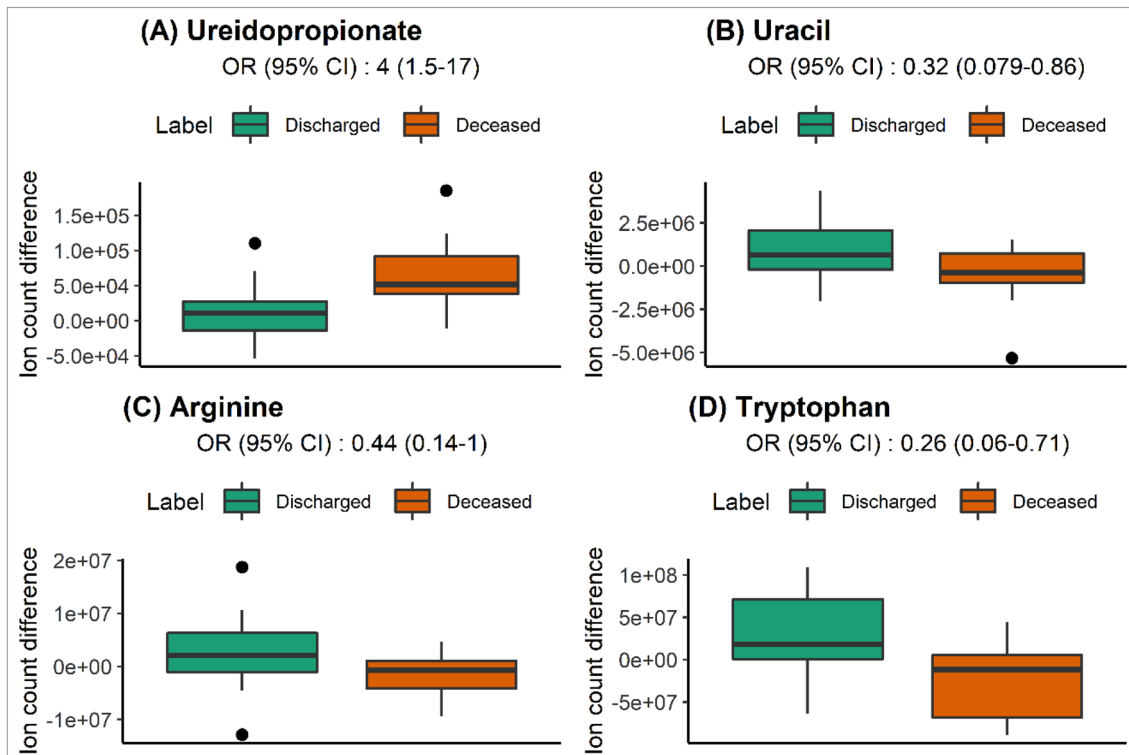 (A) Ureidopropionate
OR (95% CI) : 4 (1.5-17)
Label Discharged Deceased
Ion count difference
1.5e+05
1.0e+05
5.0e+04
0.0e+00
-5.0e+04
(B) Uracil
OR (95% CI) : 0.32 (0.079-0.86)
Label Discharged Deceased
Ion count difference
2.5e+06
0.0e+00
-2.5e+06
-5.0e+06
(C) Arginine
OR (95% CI) : 0.44 (0.14-1)
Label Discharged Deceased
Ion count difference
2e+07
1e+07
0e+00
-1e+07
(D) Tryptophan
OR (95% CI) : 0.26 (0.06-0.71)
Label Discharged Deceased
Ion count difference
1e+08
5e+07
0e+00
-5e+07